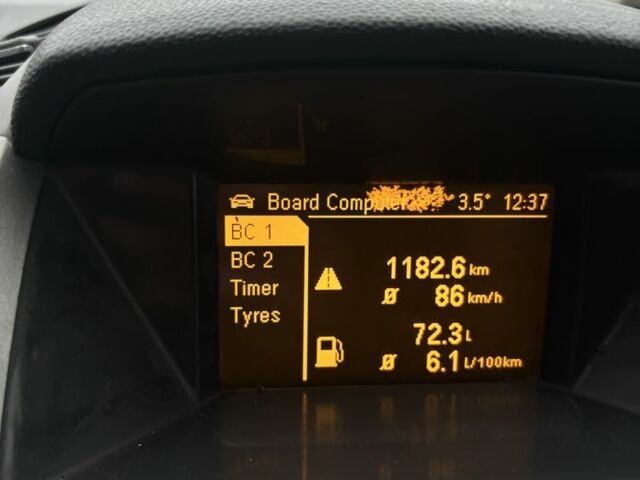 Board Computer 3.5° 12:37
BC 1
BC 2
Timer
Tyres
1182.6 km
Ø 86 km/h
72.3 L
Ø 6.1 L/100km